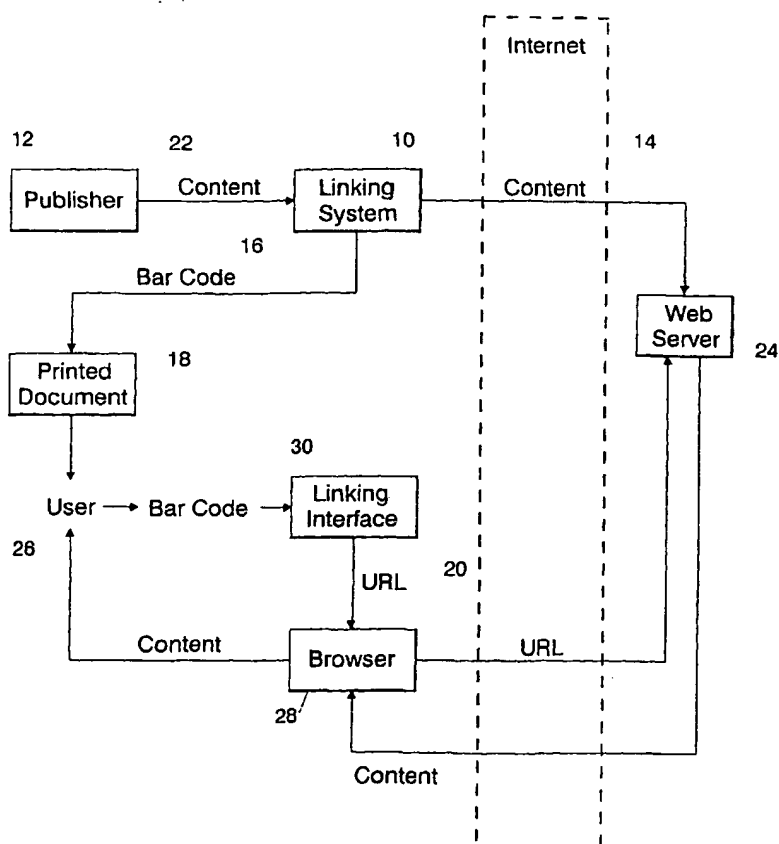 Internet
12
22
10
14
Publisher
Content
Linking
System
Content
16
Bar Code
Web
Server
24
Printed
Document
18
30
User
Bar Code
Linking
Interface
26
URL
20
Content
Browser
URL
28
Content